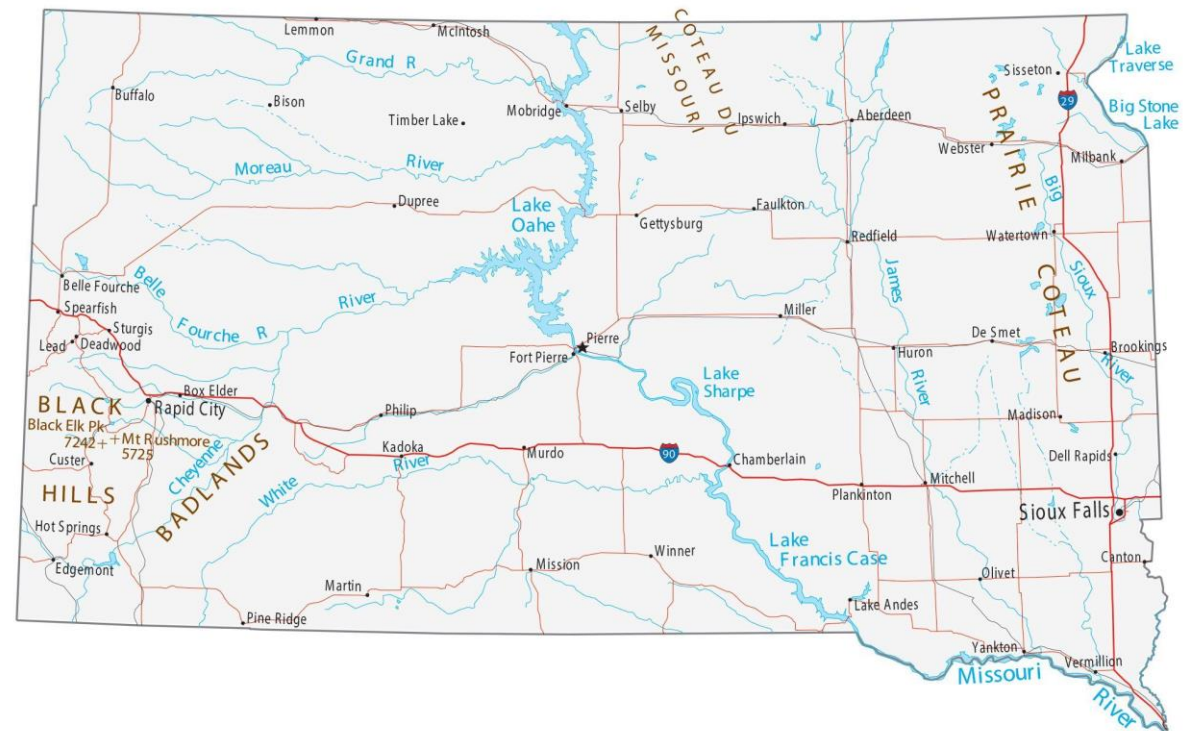 COTEAU DU
MISSOURI
Lemmon
McIntosh
Grand R
Lake
Traverse
Sisseton
Buffalo
Bison
Mobridge
Selby
PRAIRIE
29
Big Stone
Lake
Timber Lake
Ipswich
Aberdeen
Webster
Milbank
Moreau
River
Big
Dupree
Lake
Oahe
Gettysburg
Faulkton
Redfield
Watertown
Belle Fourche
Belle
Fourche R
River
James
River
COTEAU
Sioux
River
Spearfish
Sturgis
Lead
Deadwood
Miller
Pierre
Fort Pierre
Huron
De Smet
Brookings
Box Elder
Rapid City
Lake
Sharpe
BLACK
HILLS
Black Elk Pk
7242+
+Mt Rushmore
5725
Philip
Madison
Custer
Cheyenne
BADLANDS
Kadoka
White
River
Murdo
90
Chamberlain
Dell Rapids
Plankinton
Mitchell
Sioux Falls
Hot Springs
Edgemont
Lake
Francis Case
Mission
Winner
Canton
Martin
Olivet
Pine Ridge
Lake Andes
Yankton
Vermillion
Missouri
River